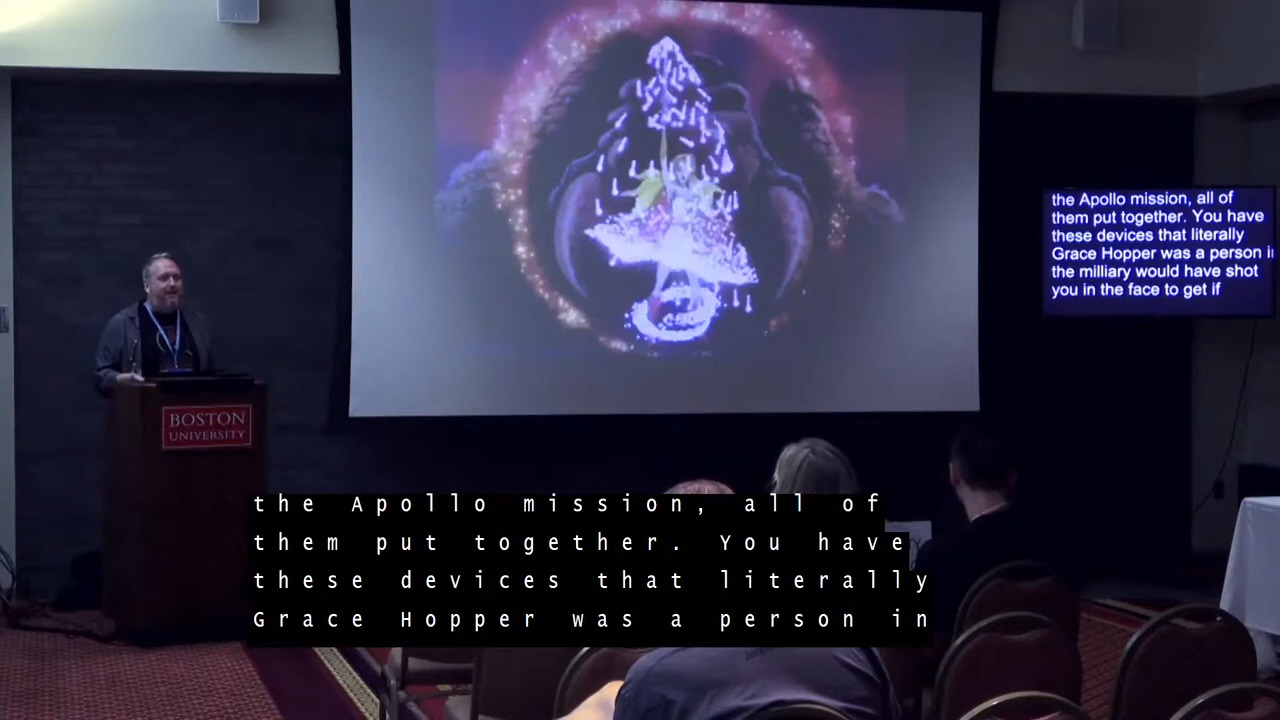 the Apollo mission, all of
them put together. You have
these devices that literally
Grace Hopper was a person in
the milliary would have shot
you in the face to get if
BOSTON
UNIVERSITY
the Apollo mission, all of
them put together. You have
these devices that literally
Grace Hopper was a person in